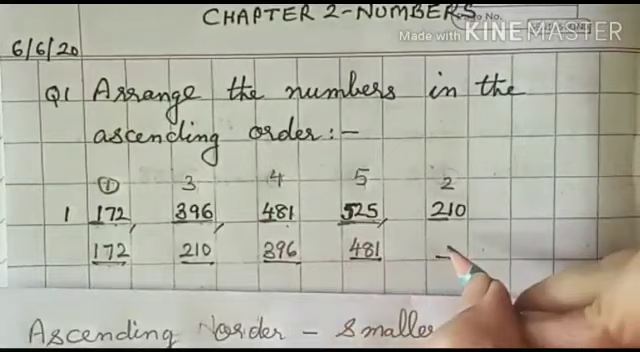 CHAPTER 2-NUMBERS
No.
Made with KINEMASTER
6/6/20
Q1 Arrange the numbers in the
ascending order:-
① 3 4 5 2
1 172, 396, 481 525, 210
172 210 396 481
Ascending order - Smaller